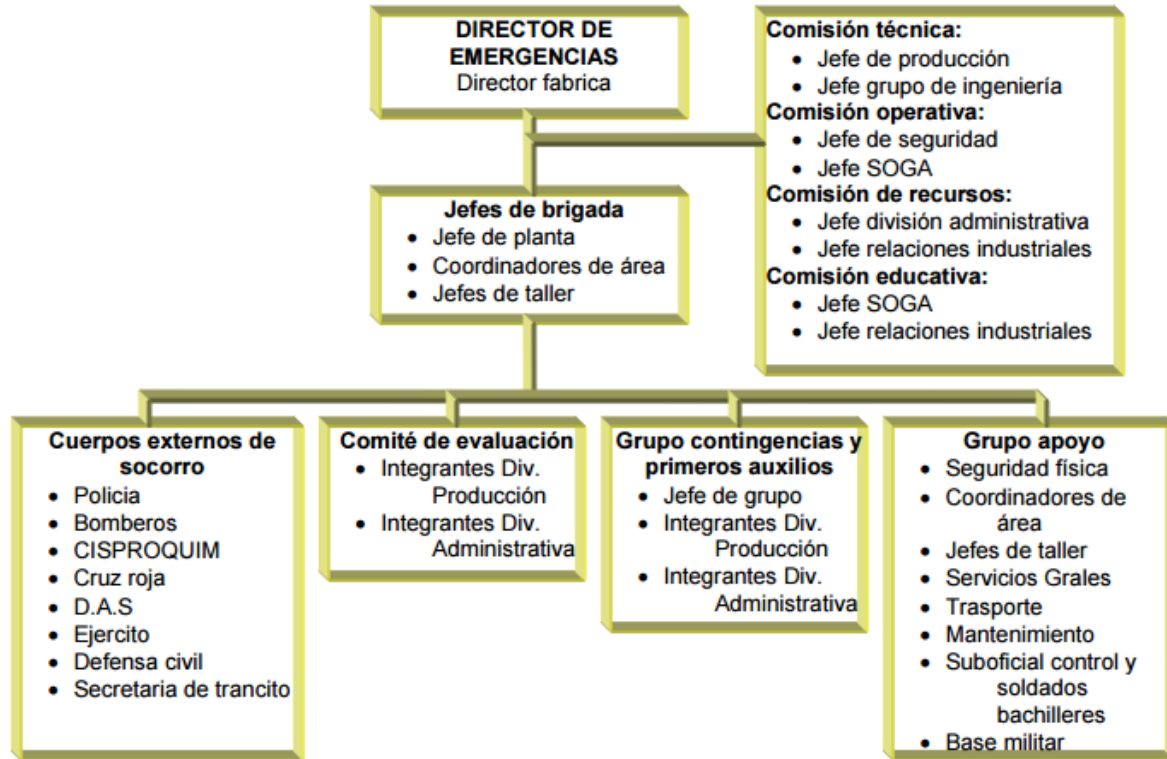 DIRECTOR DE
EMERGENCIAS
Director fabrica
Comisión técnica:
• Jefe de producción
• Jefe grupo de ingeniería
Comisión operativa:
• Jefe de seguridad
• Jefe SOGA
Comisión de recursos:
• Jefe división administrativa
• Jefe relaciones industriales
Comisión educativa:
• Jefe SOGA
• Jefe relaciones industriales
Jefes de brigada
• Jefe de planta
• Coordinadores de área
• Jefes de taller
Cuerpos externos de
socorro
• Policía
• Bomberos
• CISPROQUIM
• Cruz roja
• D.A.S
• Ejercito
• Defensa civil
• Secretaria de trancito
Comité de evaluación
• Integrantes Div.
Producción
• Integrantes Div.
Administrativa
Grupo contingencias y
primeros auxilios
• Jefe de grupo
• Integrantes Div.
Producción
• Integrantes Div.
Administrativa
Grupo apoyo
• Seguridad física
• Coordinadores de
área
• Jefes de taller
• Servicios Grales
• Trasporte
• Mantenimiento
• Suboficial control y
soldados
bachilleres
• Base militar